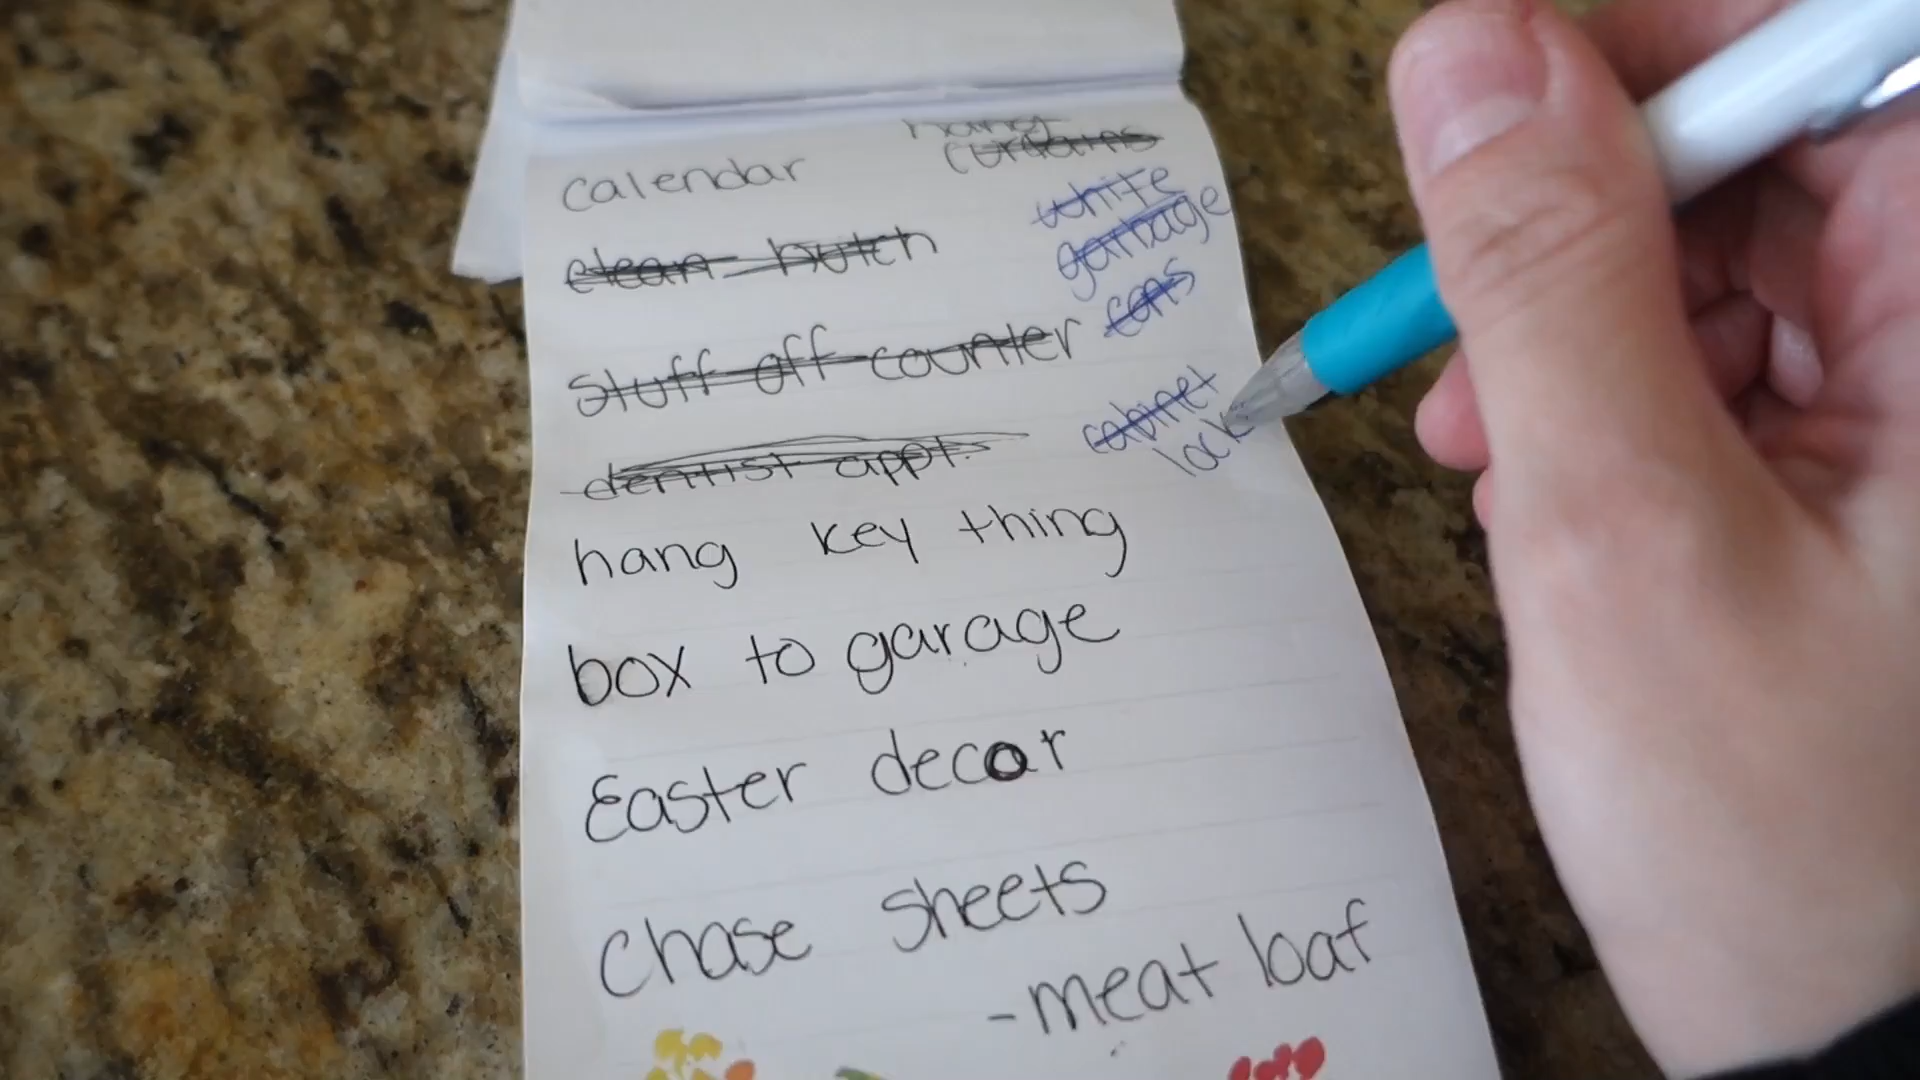 calendar
hang
curtains
white
garbage
cans
clean hutch
stuff off counter
cabinet
lock
dentist appt.
hang key thing
box to garage
Easter decor
chase sheets
-meat loaf